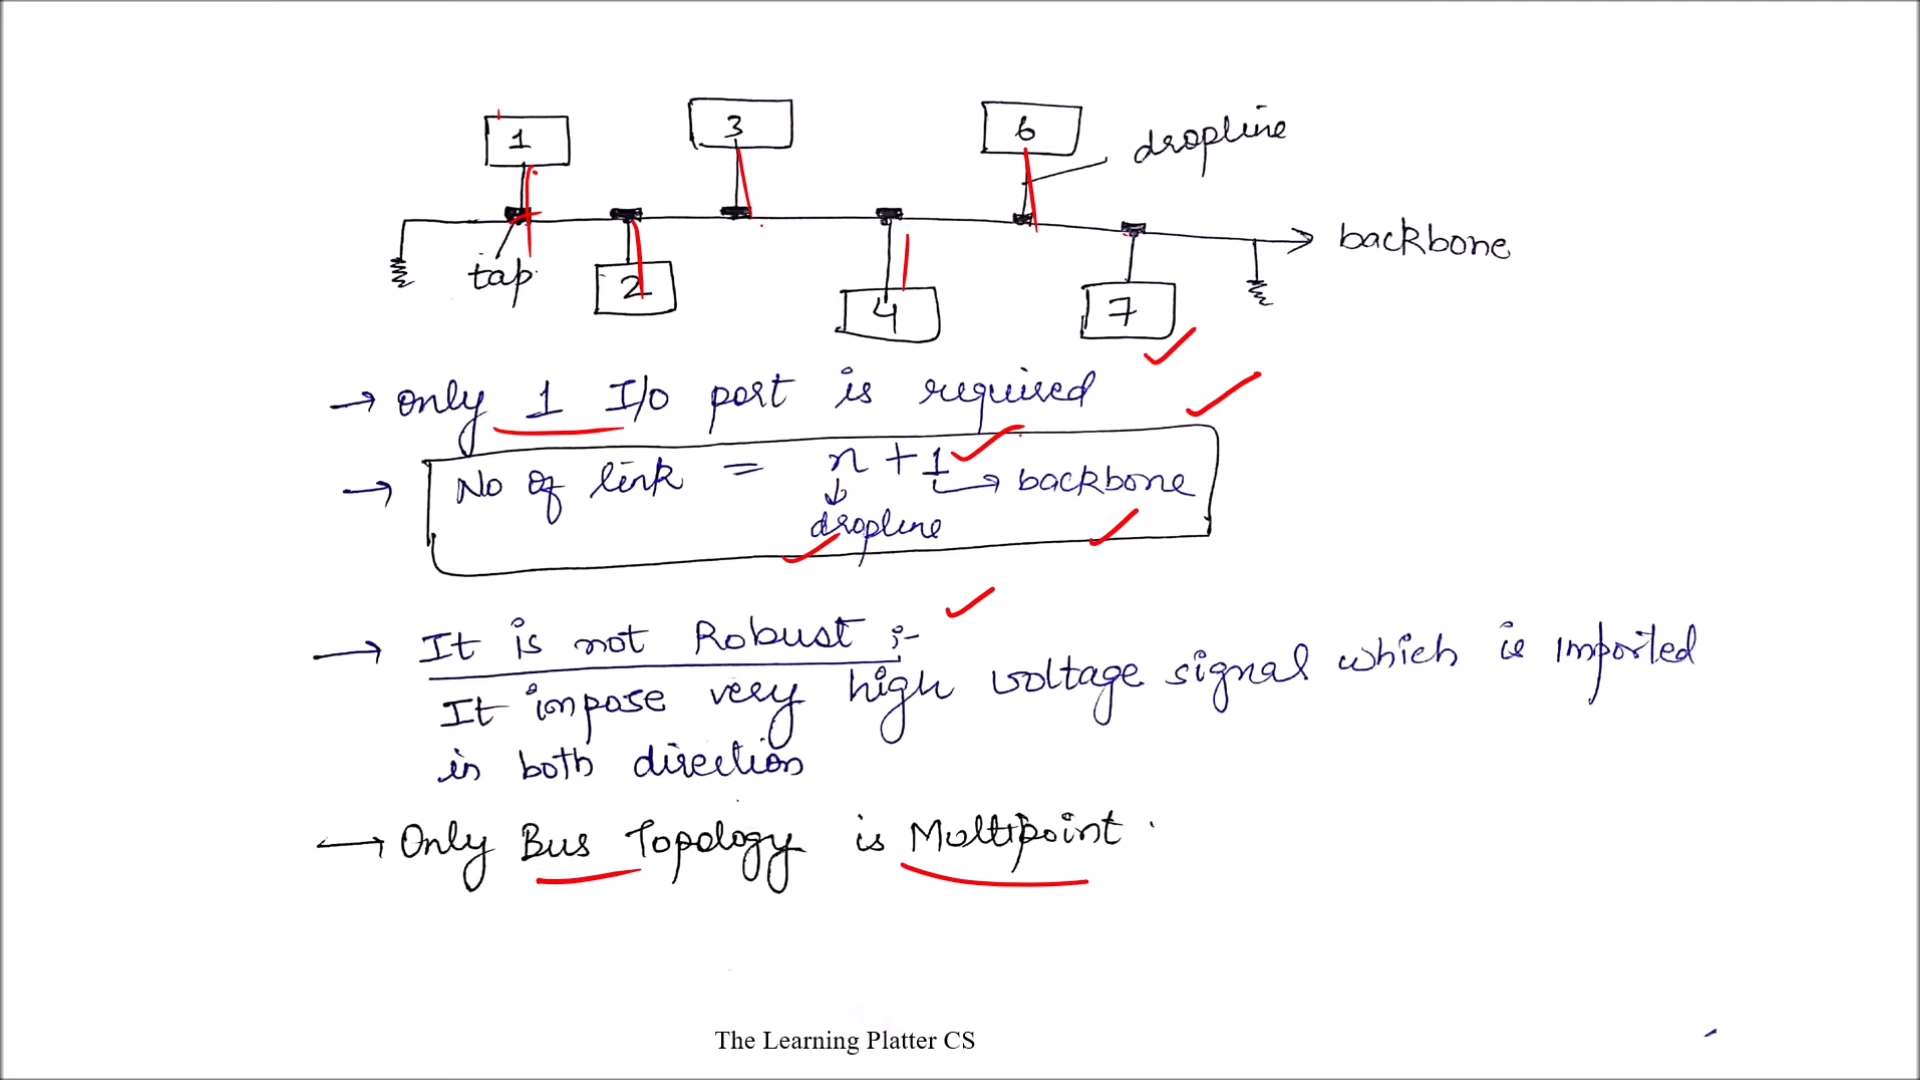 1
3
6
dropline
backbone
tap
2
4
7
→ Only 1 I/O port is required
→ No of link = n + 1 → backbone
dropline
→ It is not Robust :-
It impose very high voltage signal which is
in both direction
→ Only Bus Topology is Multipoint.
The Learning Platter CS